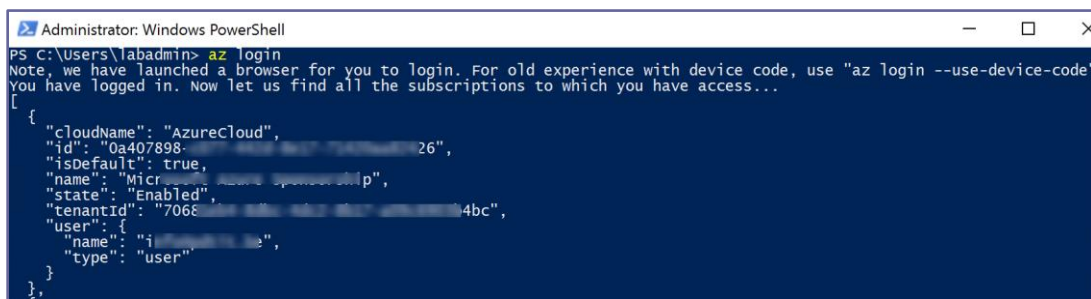 Administrator: Windows PowerShell
PS C:\Users\labadmin> az login
Note, we have launched a browser for you to login. For old experience with device code, use "az login --use-device-code"
You have logged in. Now let us find all the subscriptions to which you have access...
[
  {
    "cloudName": "AzureCloud",
    "id": "0a407898- 26",
    "isDefault": true,
    "name": "Micr p",
    "state": "Enabled",
    "tenantId": "706 4bc",
    "user": {
      "name": "i e",
      "type": "user"
    }
  },